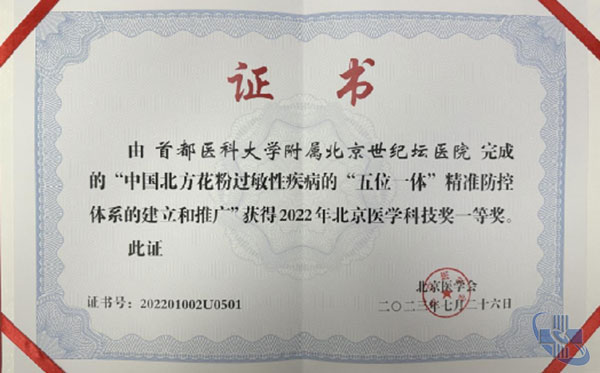 证书
由 首都医科大学附属北京世纪坛医院 完成
的“中国北方花粉过敏性疾病的“五位一体”精准防控
体系的建立和推广”获得2022年北京医学科技奖一等奖。
此证
北京医学会
证书号：202201002U0501
二〇二三年七月二十六日